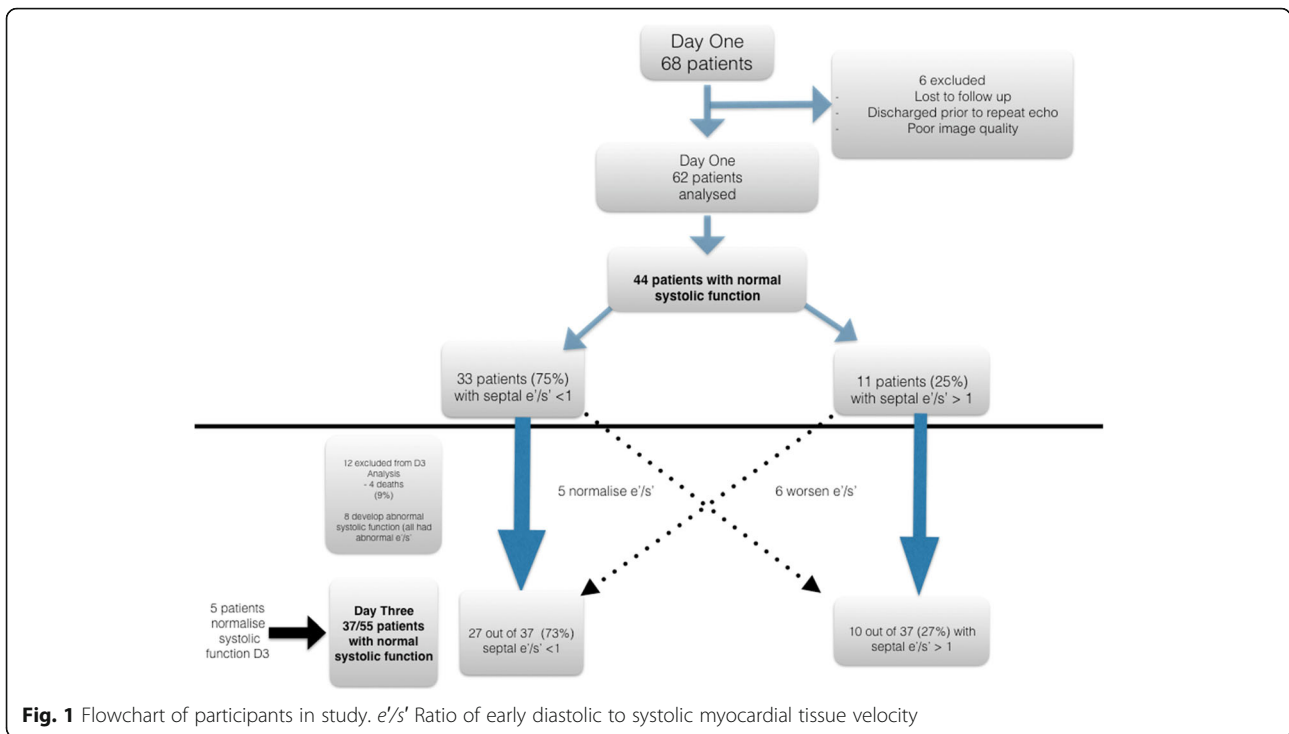 Day One
68 patients
6 excluded
- Lost to follow up
- Discharged prior to repeat echo
- Poor image quality
Day One
62 patients
analysed
44 patients with normal
systolic function
33 patients (75%)
with septal e'/s' <1
11 patients (25%)
with septal e'/s' > 1
12 excluded from D3
Analysis
- 4 deaths
(9%)
8 develop abnormal
systolic function (all had
abnormal e'/s'
5 normalise e'/s'
6 worsen e'/s'
5 patients
normalise
systolic
function D3
Day Three
37/55 patients
with normal
systolic function
27 out of 37 (73%)
septal e'/s' <1
10 out of 37 (27%) with
septal e'/s' > 1
Fig. 1 Flowchart of participants in study. e'/s' Ratio of early diastolic to systolic myocardial tissue velocity